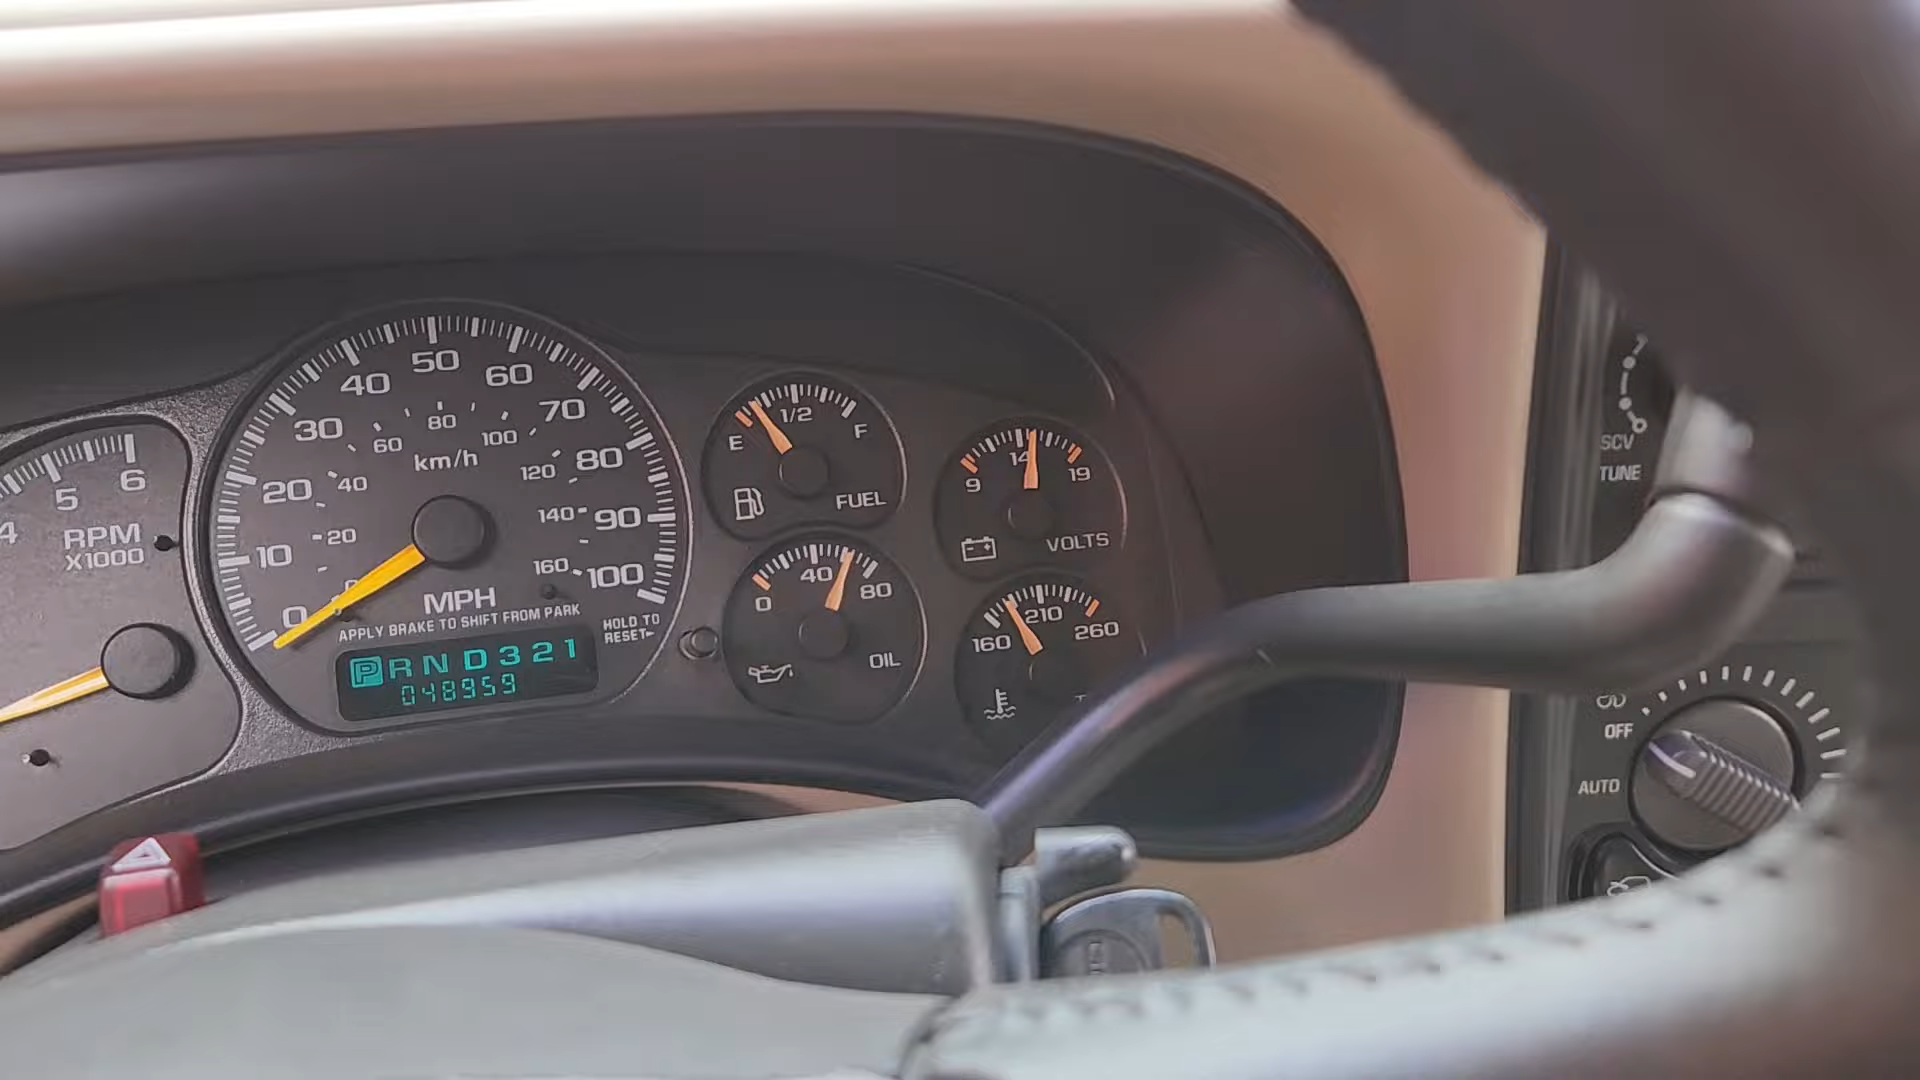 4 5 6
RPM
X1000
0 10 20 30 40 50 60 70 80 90 100
0 20 40 60 80 100 120 140 160
km/h
MPH
APPLY BRAKE TO SHIFT FROM PARK
HOLD TO
RESET
P R N D 3 2 1
048959
E 1/2 F
FUEL
9 14 19
VOLTS
0 40 80
OIL
160 210 260
SCV
TUNE
OFF
AUTO